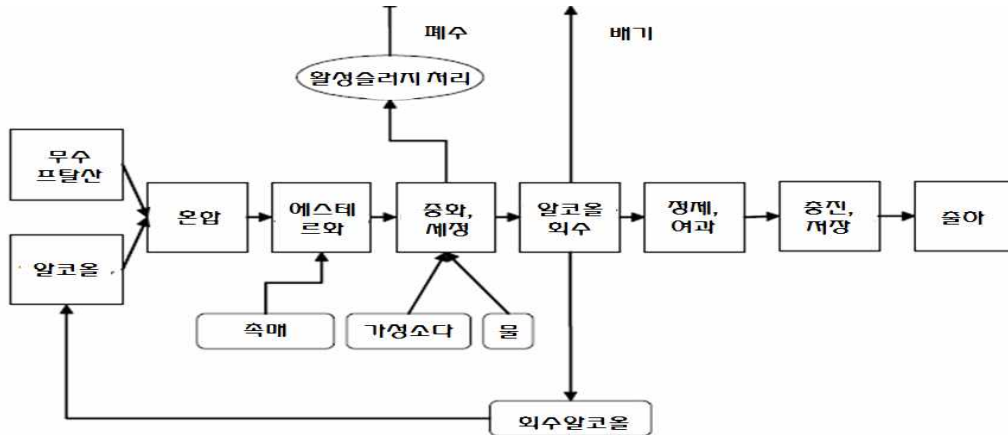 폐수
배기
활성슬러지 처리
무수
프탈산
혼합
에스테
르화
중화,
세정
알코올
회수
정제,
여과
충진,
저장
출하
알코올
촉매
가성소다
물
회수알코올